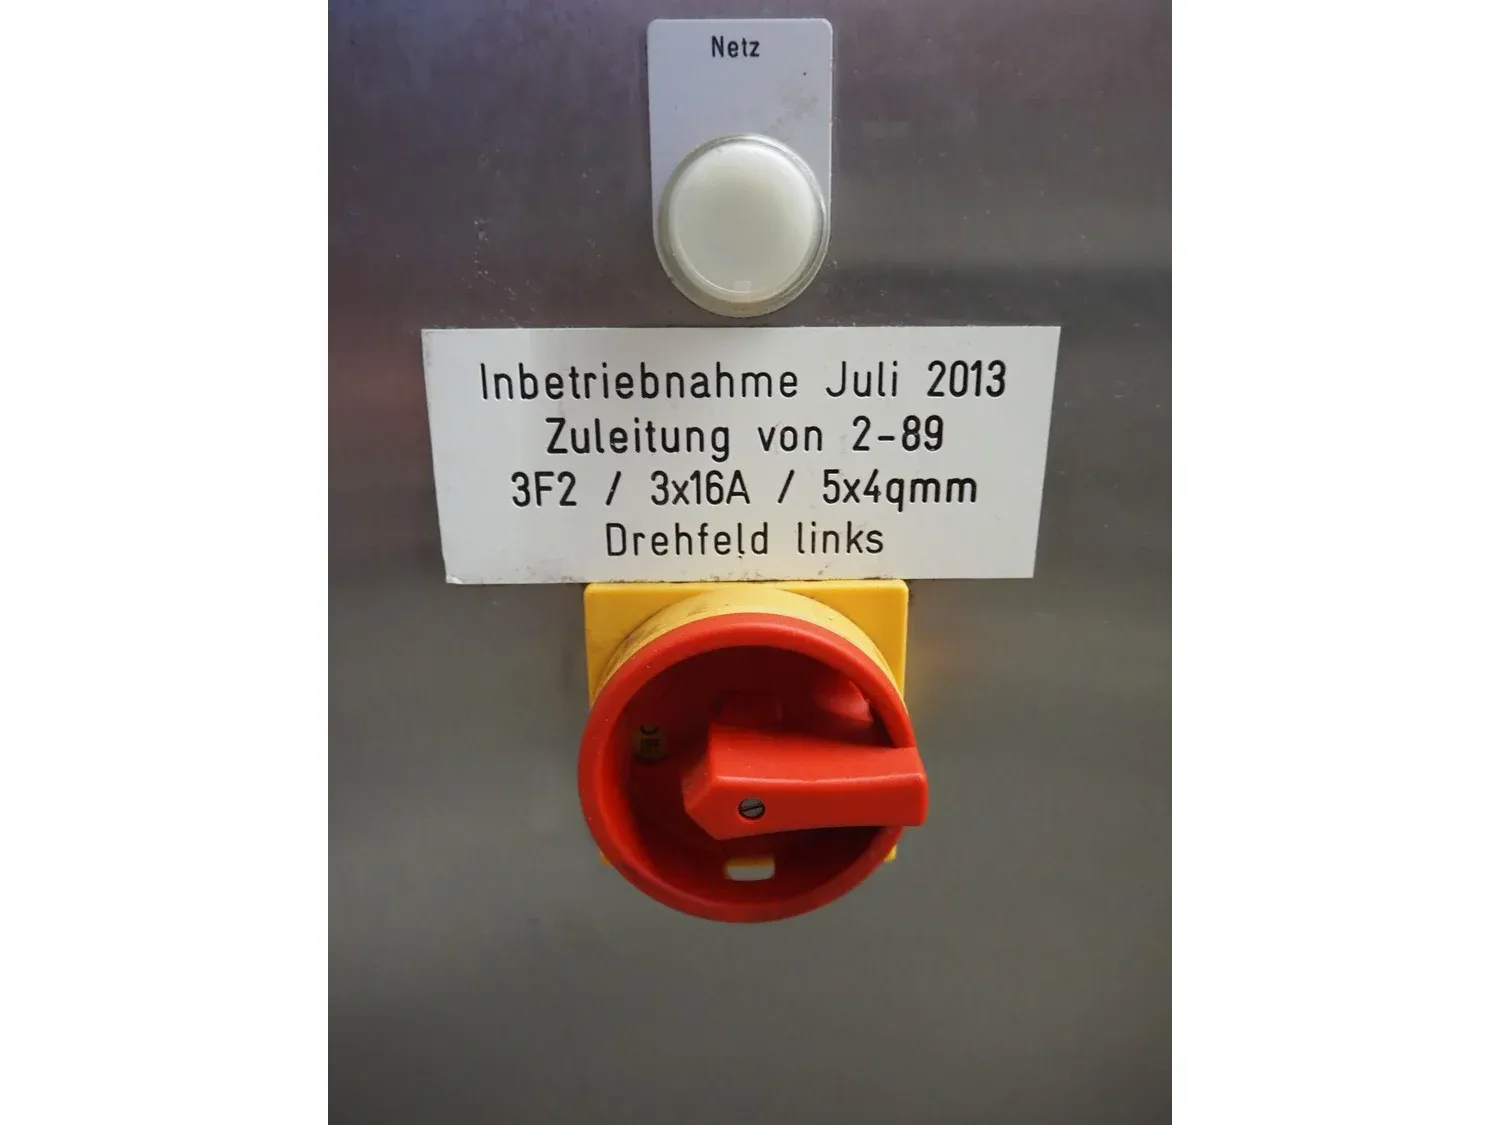 Netz
Inbetriebnahme Juli 2013
Zuleitung von 2-89
3F2 / 3x16A / 5x4qmm
Drehfeld links